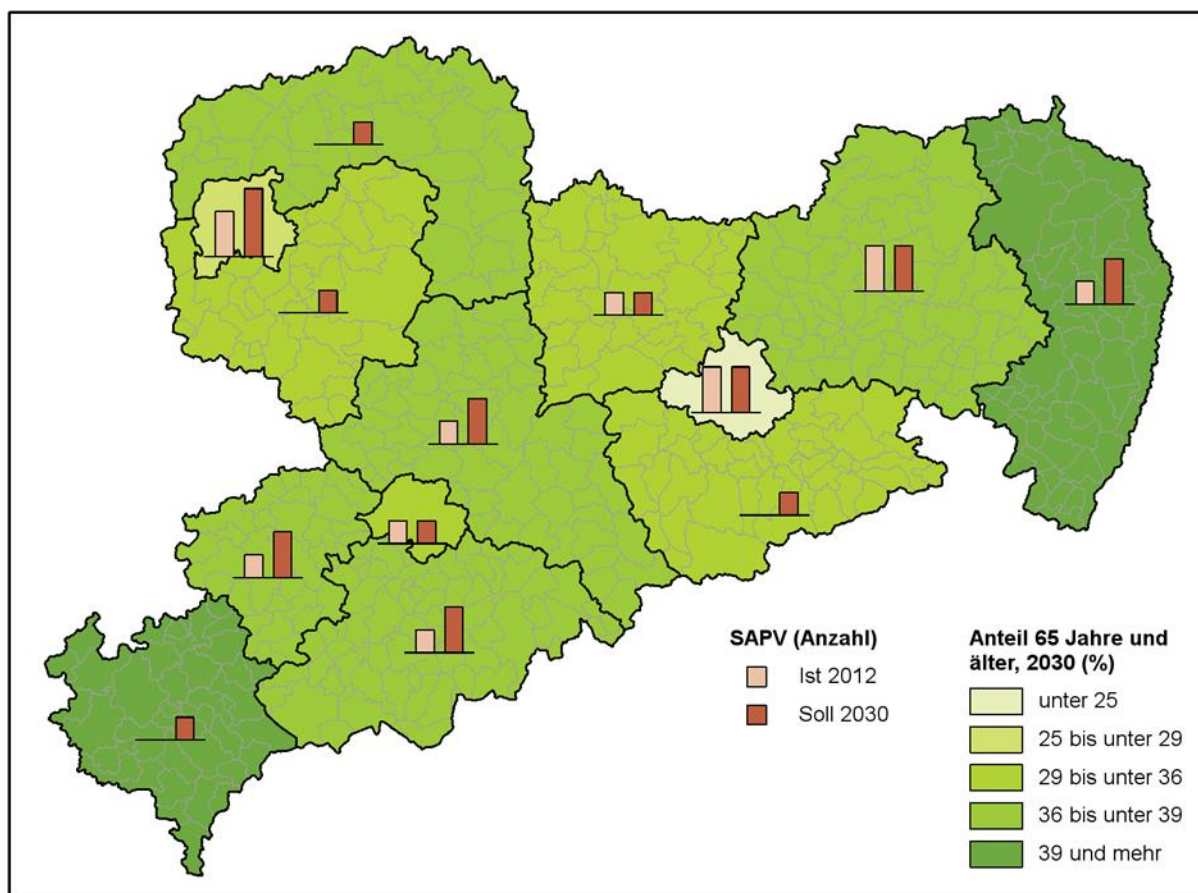 SAPV (Anzahl)
Ist 2012
Soll 2030
Anteil 65 Jahre und
älter, 2030 (%)
unter 25
25 bis unter 29
29 bis unter 36
36 bis unter 39
39 und mehr